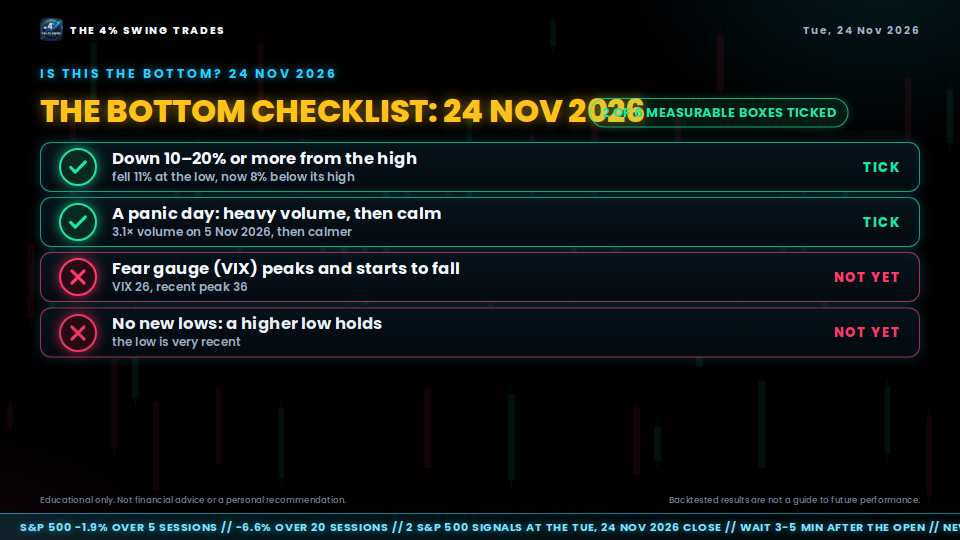 THE 4% SWING TRADES
Tue, 24 Nov 2026
IS THIS THE BOTTOM? 24 NOV 2026
THE BOTTOM CHECKLIST: 24 NOV 2026
MEASURABLE BOXES TICKED
Down 10–20% or more from the high
fell 11% at the low, now 8% below its high
TICK
A panic day: heavy volume, then calm
3.1× volume on 5 Nov 2026, then calmer
TICK
Fear gauge (VIX) peaks and starts to fall
VIX 26, recent peak 36
NOT YET
No new lows: a higher low holds
the low is very recent
NOT YET
Educational only. Not financial advice or a personal recommendation.
Backtested results are not a guide to future performance.
S&P 500 -1.9% OVER 5 SESSIONS // -6.6% OVER 20 SESSIONS // 2 S&P 500 SIGNALS AT THE TUE, 24 NOV 2026 CLOSE // WAIT 3-5 MIN AFTER THE OPEN //